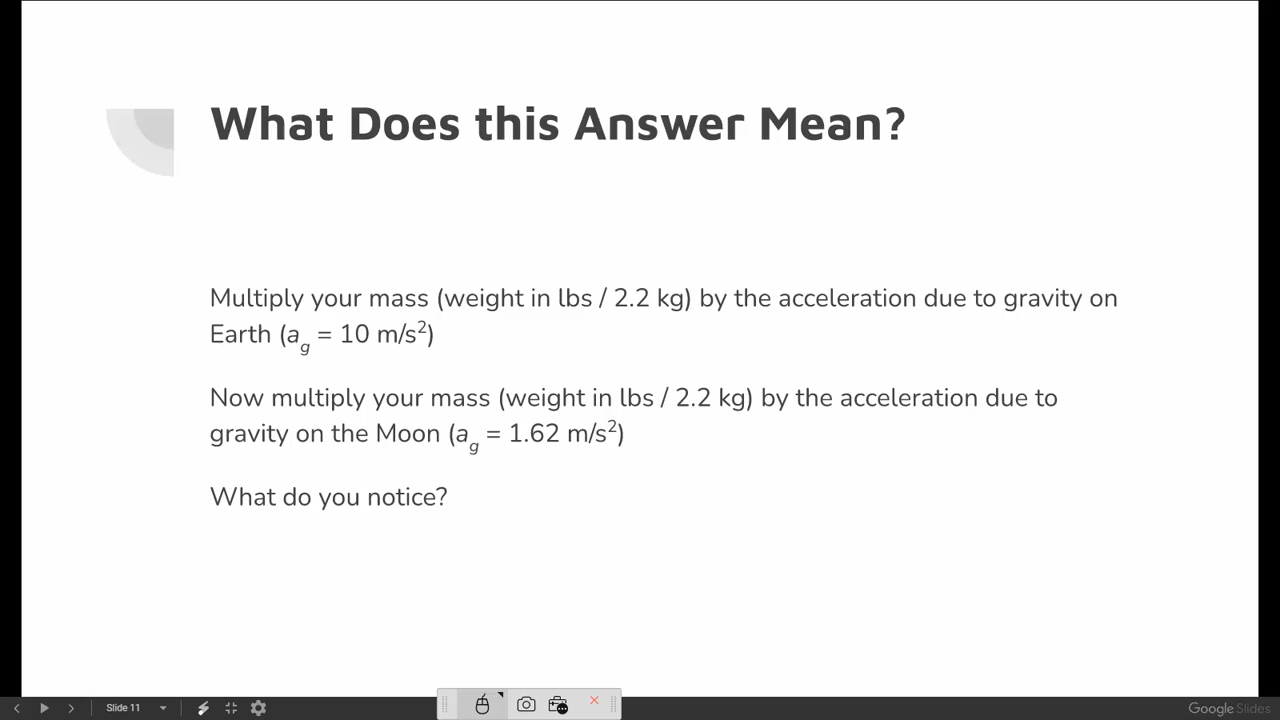 What Does this Answer Mean?
Multiply your mass (weight in lbs / 2.2 kg) by the acceleration due to gravity on
Earth (a_g = 10 m/s²)
Now multiply your mass (weight in lbs / 2.2 kg) by the acceleration due to
gravity on the Moon (a_g = 1.62 m/s²)
What do you notice?
Slide 11
Google Slides